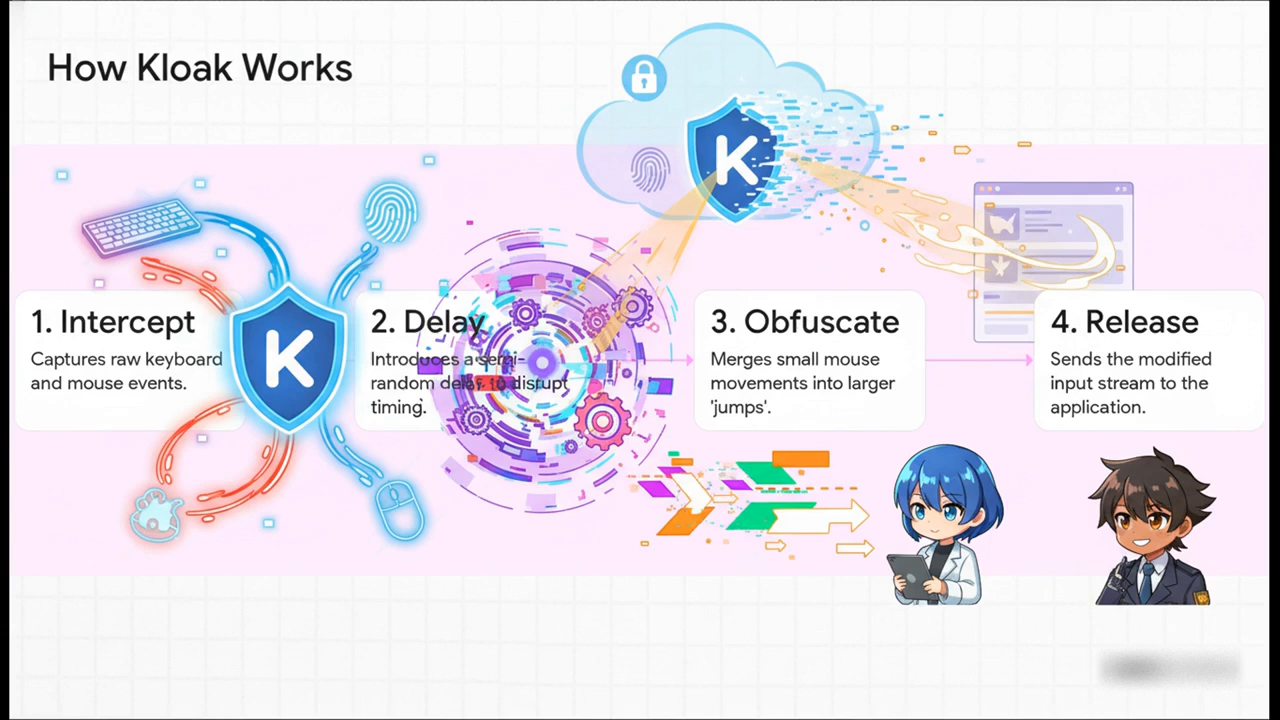 How Kloak Works
K
K
1. Intercept
Captures raw keyboard
and mouse events.
2. Delay
Introduces a semi-
random delay to disrupt
timing.
3. Obfuscate
Merges small mouse
movements into larger
'jumps'.
4. Release
Sends the modified
input stream to the
application.